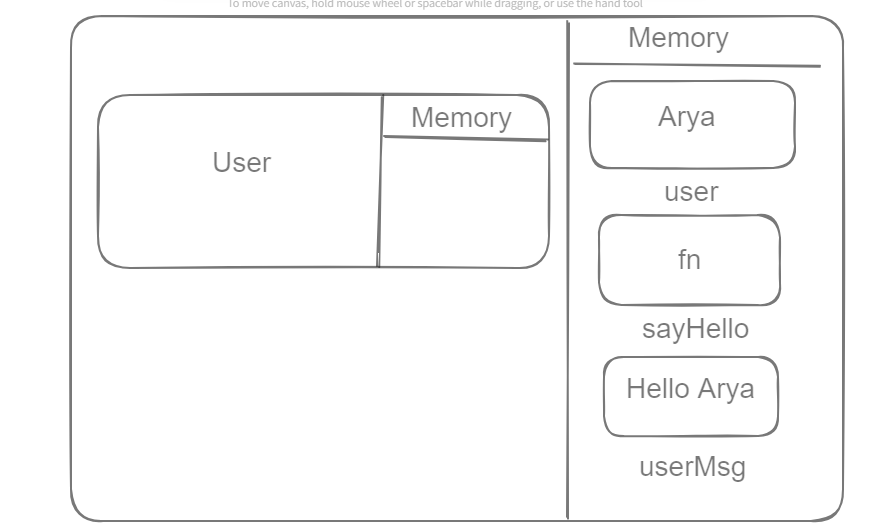 To move canvas, hold mouse wheel or spacebar while dragging, or use the hand tool
Memory
Arya
user
fn
sayHello
Hello Arya
userMsg
User
Memory